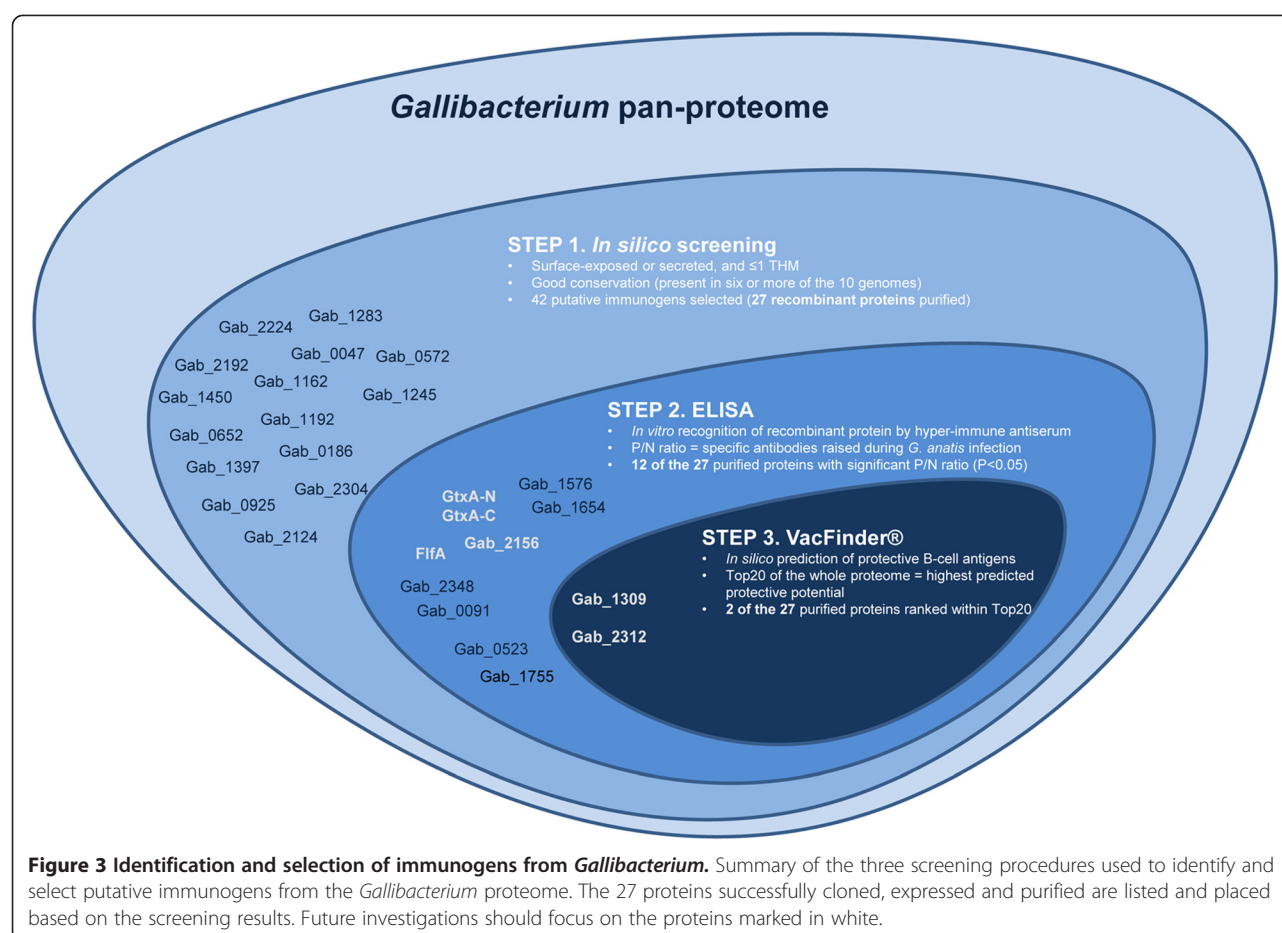 Gallibacterium pan-proteome
STEP 1. In silico screening
• Surface-exposed or secreted, and ≤1 THM
• Good conservation (present in six or more of the 10 genomes)
• 42 putative immunogens selected (27 recombinant proteins purified)
Gab_2224 Gab_1283
Gab_2192 Gab_0047 Gab_0572
Gab_1450 Gab_1162 Gab_1245
Gab_0652 Gab_1192
Gab_1397 Gab_0186
Gab_0925 Gab_2304
Gab_2124
STEP 2. ELISA
• In vitro recognition of recombinant protein by hyper-immune antiserum
• P/N ratio = specific antibodies raised during G. anatis infection
• 12 of the 27 purified proteins with significant P/N ratio (P<0.05)
GtxA-N Gab_1576
GtxA-C Gab_1654
FlfA Gab_2156
Gab_2348
Gab_0091
Gab_0523
Gab_1755
STEP 3. VacFinder®
• In silico prediction of protective B-cell antigens
• Top20 of the whole proteome = highest predicted
protective potential
• 2 of the 27 purified proteins ranked within Top20
Gab_1309
Gab_2312
Figure 3 Identification and selection of immunogens from Gallibacterium. Summary of the three screening procedures used to identify and
select putative immunogens from the Gallibacterium proteome. The 27 proteins successfully cloned, expressed and purified are listed and placed
based on the screening results. Future investigations should focus on the proteins marked in white.